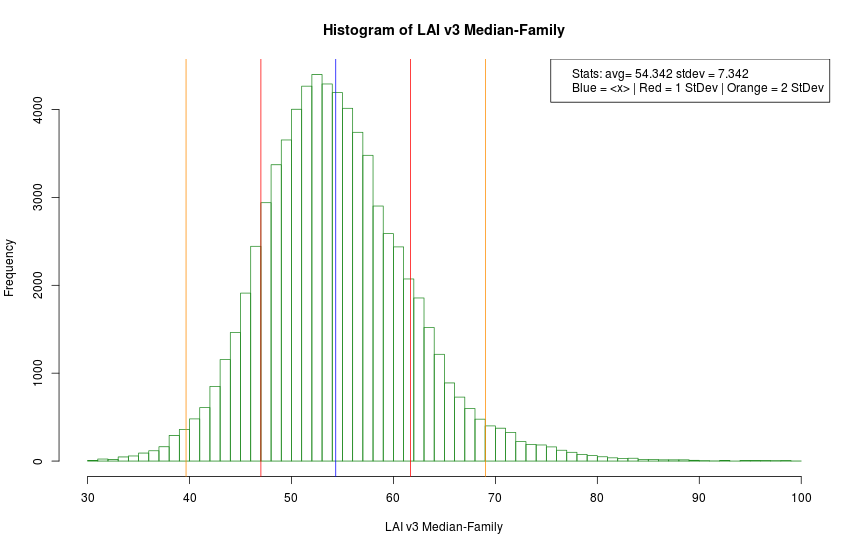 Histogram of LAI v3 Median-Family
Stats: avg= 54.342 stdev = 7.342
Blue = <x> | Red = 1 StDev | Orange = 2 StDev
Frequency
4000
3000
2000
1000
0
30 40 50 60 70 80 90 100
LAI v3 Median-Family